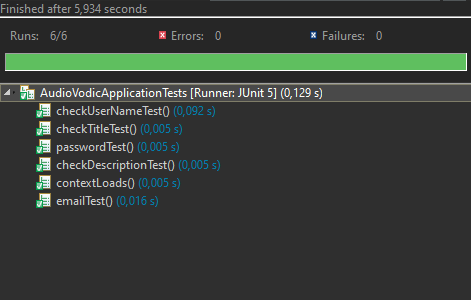 Finished after 5,934 seconds
Runs: 6/6 Errors: 0 Failures: 0
AudioVodicApplicationTests [Runner: JUnit 5] (0,129 s)
checkUserNameTest() (0,092 s)
checkTitleTest() (0,005 s)
passwordTest() (0,005 s)
checkDescriptionTest() (0,005 s)
contextLoads() (0,005 s)
emailTest() (0,016 s)